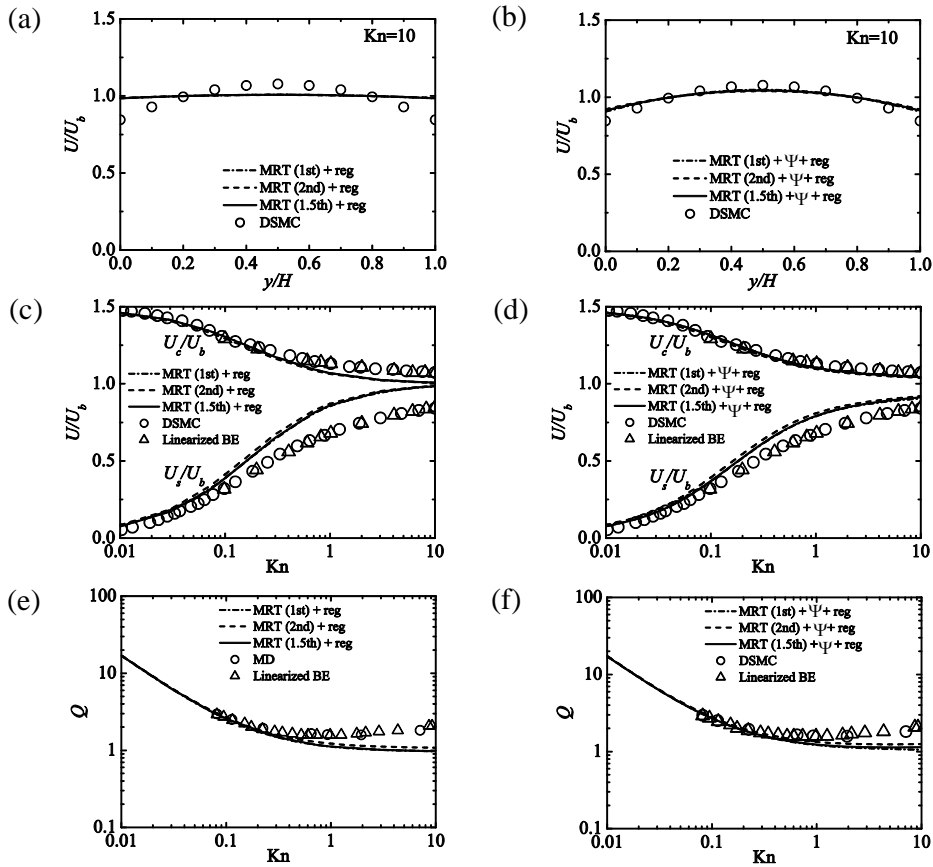 (a)
Kn=10
1.5
1.0
0.5
0.0
U/U_b
MRT (1st) + reg
MRT (2nd) + reg
MRT (1.5th) + reg
DSMC
0.0 0.2 0.4 0.6 0.8 1.0
y/H
(b)
Kn=10
1.5
1.0
0.5
0.0
U/U_b
MRT (1st) + Ψ + reg
MRT (2nd) + Ψ + reg
MRT (1.5th) + Ψ + reg
DSMC
0.0 0.2 0.4 0.6 0.8 1.0
y/H
(c)
1.5
1.0
0.5
0.0
U/U_b
U_c/U_b
MRT (1st) + reg
MRT (2nd) + reg
MRT (1.5th) + reg
DSMC
Linearized BE
U_s/U_b
0.01 0.1 1 10
Kn
(d)
1.5
1.0
0.5
0.0
U/U_b
U_c/U_b
MRT (1st) + Ψ + reg
MRT (2nd) + Ψ + reg
MRT (1.5th) + Ψ + reg
DSMC
Linearized BE
U_s/U_b
0.01 0.1 1 10
Kn
(e)
100
10
1
0.1
Q
MRT (1st) + reg
MRT (2nd) + reg
MRT (1.5th) + reg
MD
Linearized BE
0.01 0.1 1 10
Kn
(f)
100
10
1
0.1
Q
MRT (1st) + Ψ + reg
MRT (2nd) + Ψ + reg
MRT (1.5th) + Ψ + reg
DSMC
Linearized BE
0.01 0.1 1 10
Kn